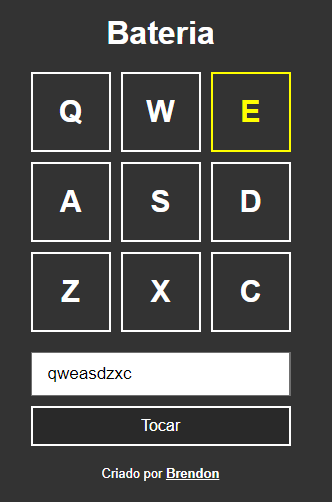 Bateria
Q W E
A S D
Z X C
qweasdzxc
Tocar
Criado por Brendon